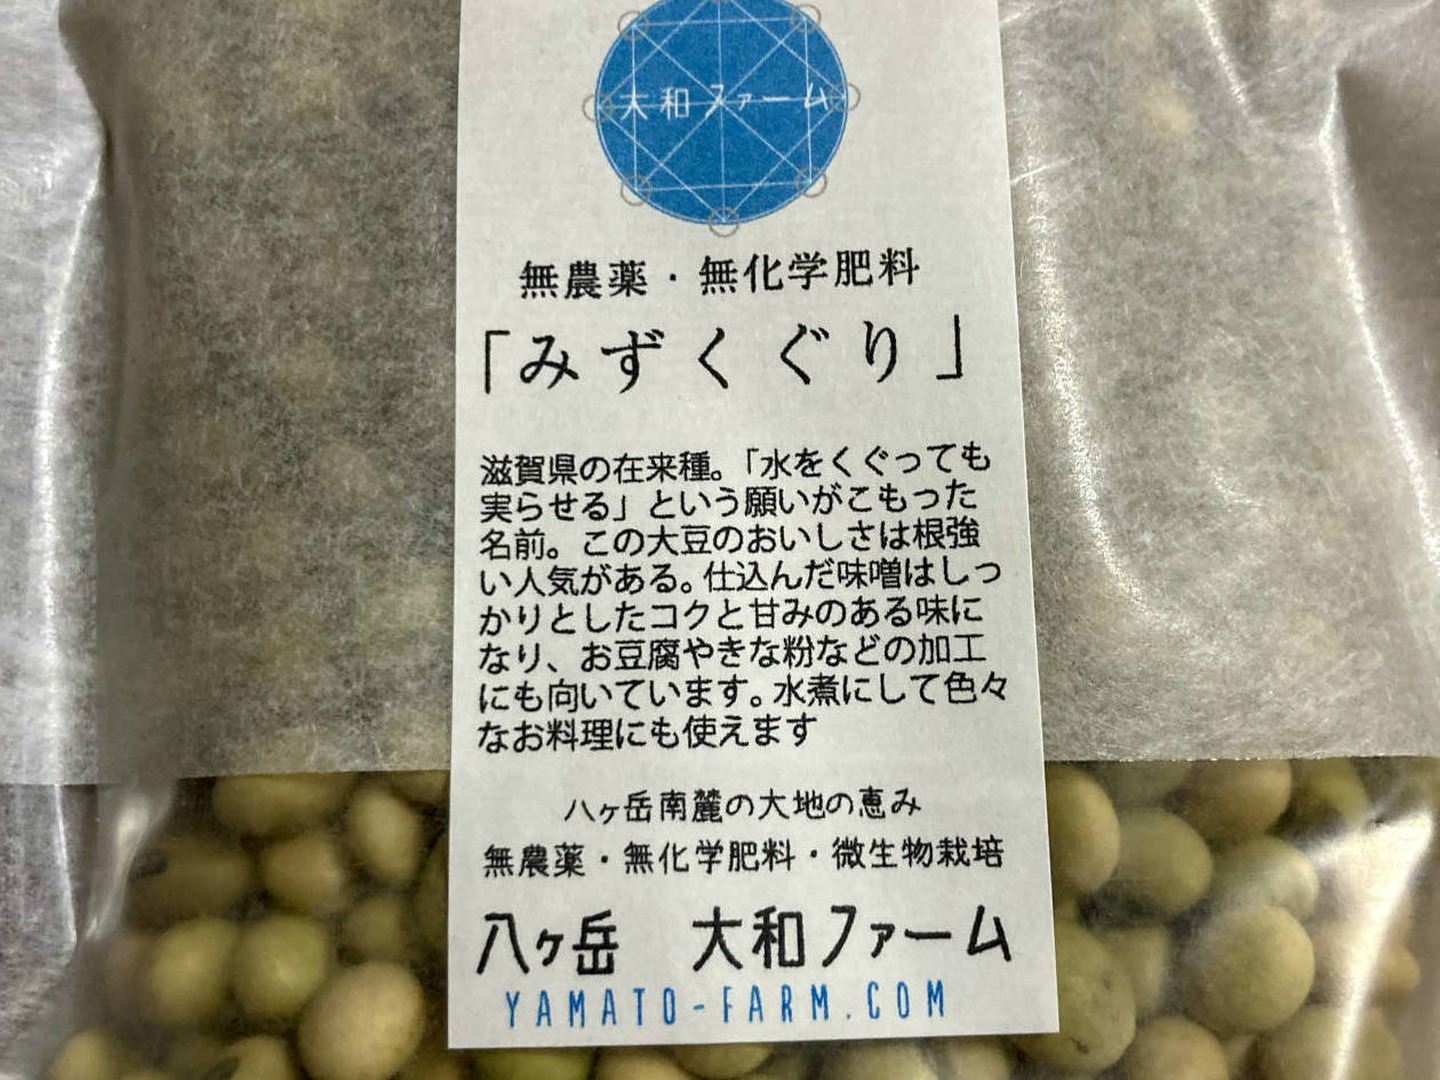 大和ファーム
無農薬・無化学肥料
「みずくぐり」
滋賀県の在来種。「水をくぐっても
実らせる」という願いがこもった
名前。この大豆のおいしさは根強
い人気がある。仕込んだ味噌はしっ
かりとしたコクと甘みのある味に
なり、お豆腐やきな粉などの加工
にも向いています。水煮にして色々
なお料理にも使えます
八ヶ岳南麓の大地の恵み
無農薬・無化学肥料・微生物栽培
八ヶ岳　大和ファーム
YAMATO-FARM.COM